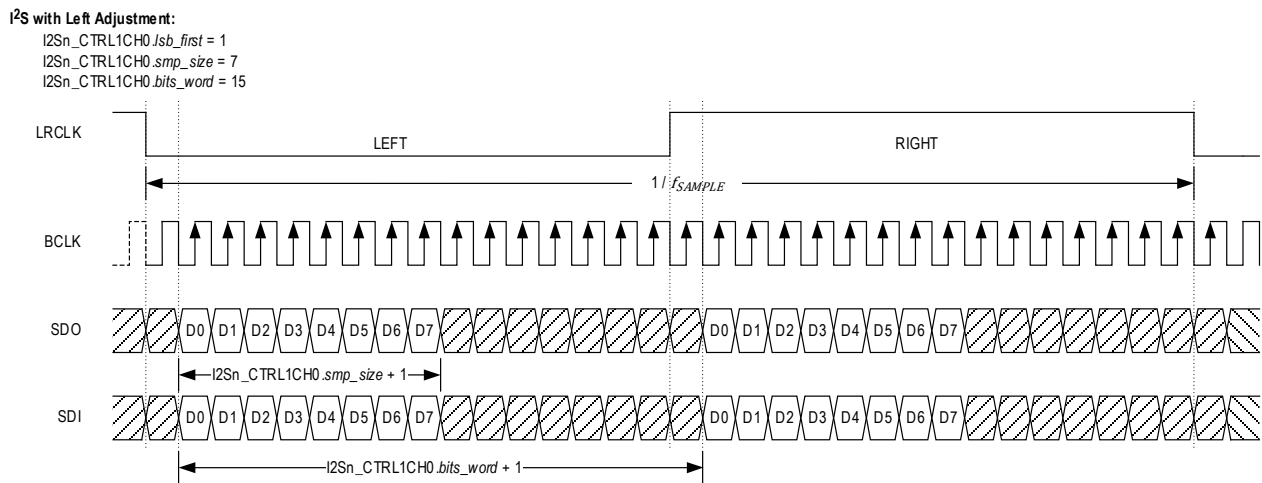 I²S with Left Adjustment:
I2Sn_CTRL1CH0.lsb_first = 1
I2Sn_CTRL1CH0.smp_size = 7
I2Sn_CTRL1CH0.bits_word = 15
LRCLK LEFT RIGHT
1 / fSAMPLE
BCLK
SDO D0 D1 D2 D3 D4 D5 D6 D7 D0 D1 D2 D3 D4 D5 D6 D7
I2Sn_CTRL1CH0.smp_size + 1
SDI D0 D1 D2 D3 D4 D5 D6 D7 D0 D1 D2 D3 D4 D5 D6 D7
I2Sn_CTRL1CH0.bits_word + 1